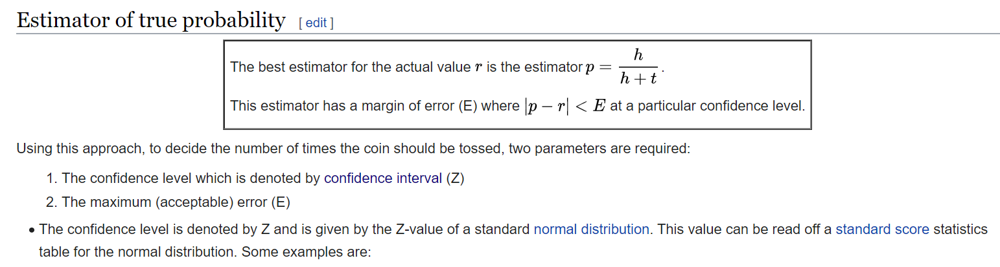 Estimator of true probability [ edit ]
The best estimator for the actual value r is the estimator p = h / (h + t).
This estimator has a margin of error (E) where |p − r| < E at a particular confidence level.
Using this approach, to decide the number of times the coin should be tossed, two parameters are required:
1. The confidence level which is denoted by confidence interval (Z)
2. The maximum (acceptable) error (E)
• The confidence level is denoted by Z and is given by the Z-value of a standard normal distribution. This value can be read off a standard score statistics
table for the normal distribution. Some examples are: